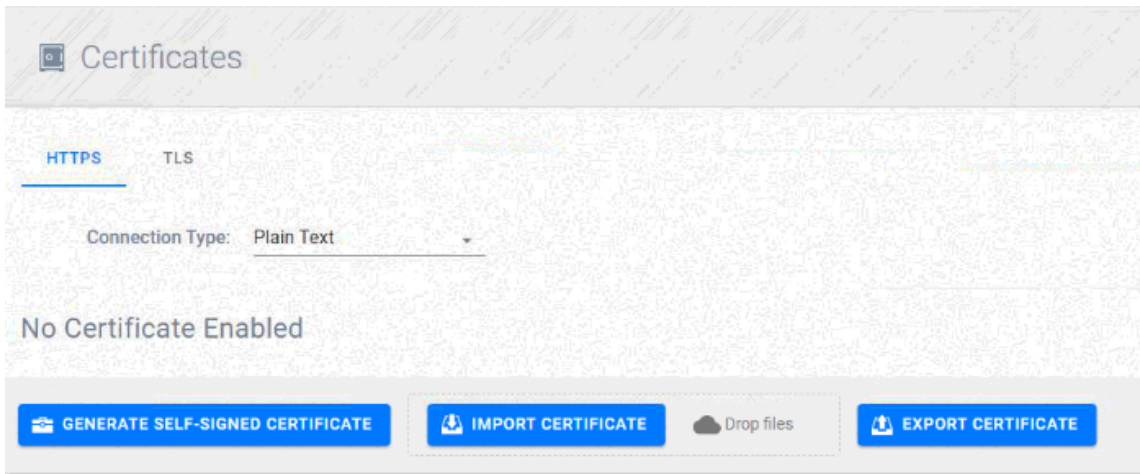 Certificates
HTTPS TLS
Connection Type: Plain Text
No Certificate Enabled
GENERATE SELF-SIGNED CERTIFICATE IMPORT CERTIFICATE Drop files EXPORT CERTIFICATE